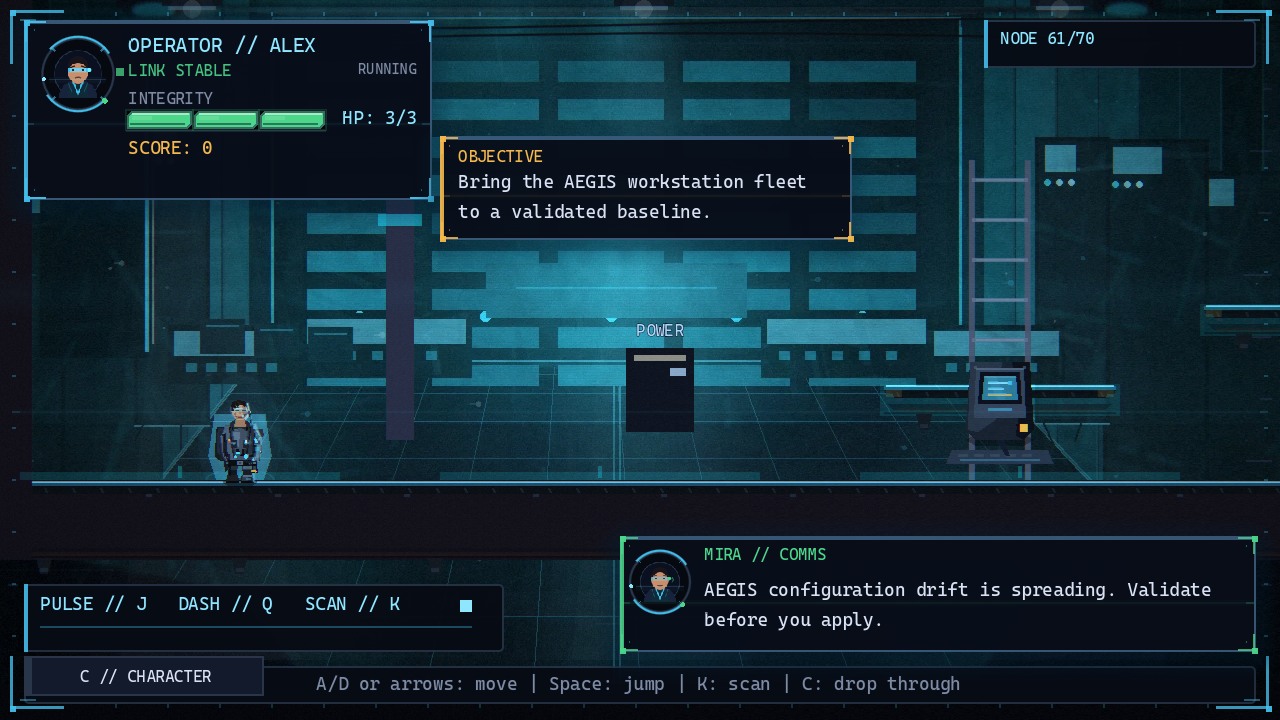 OPERATOR // ALEX
LINK STABLE
RUNNING
INTEGRITY
HP: 3/3
SCORE: 0
NODE 61/70
OBJECTIVE
Bring the AEGIS workstation fleet
to a validated baseline.
POWER
MIRA // COMMS
AEGIS configuration drift is spreading. Validate
before you apply.
PULSE // J DASH // Q SCAN // K
C // CHARACTER
A/D or arrows: move | Space: jump | K: scan | C: drop through